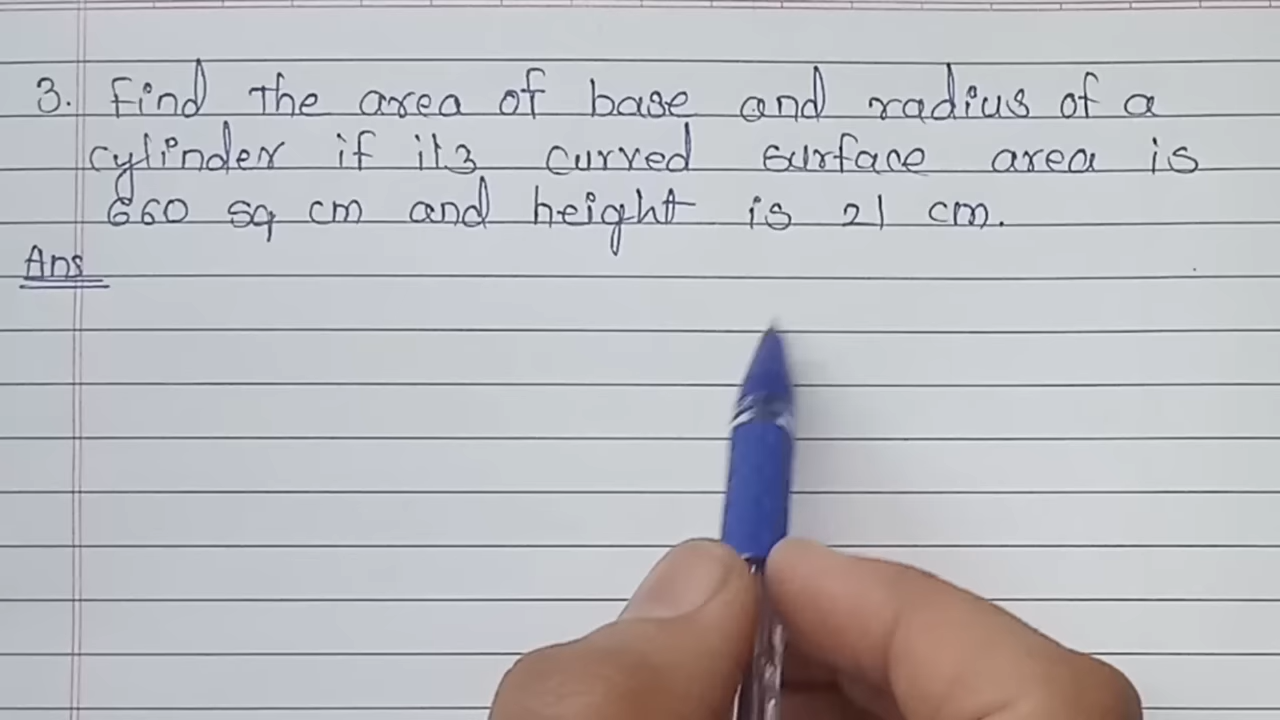 3. Find the area of base and radius of a
cylinder if its curved surface area is
660 sq cm and height is 21 cm.
Ans